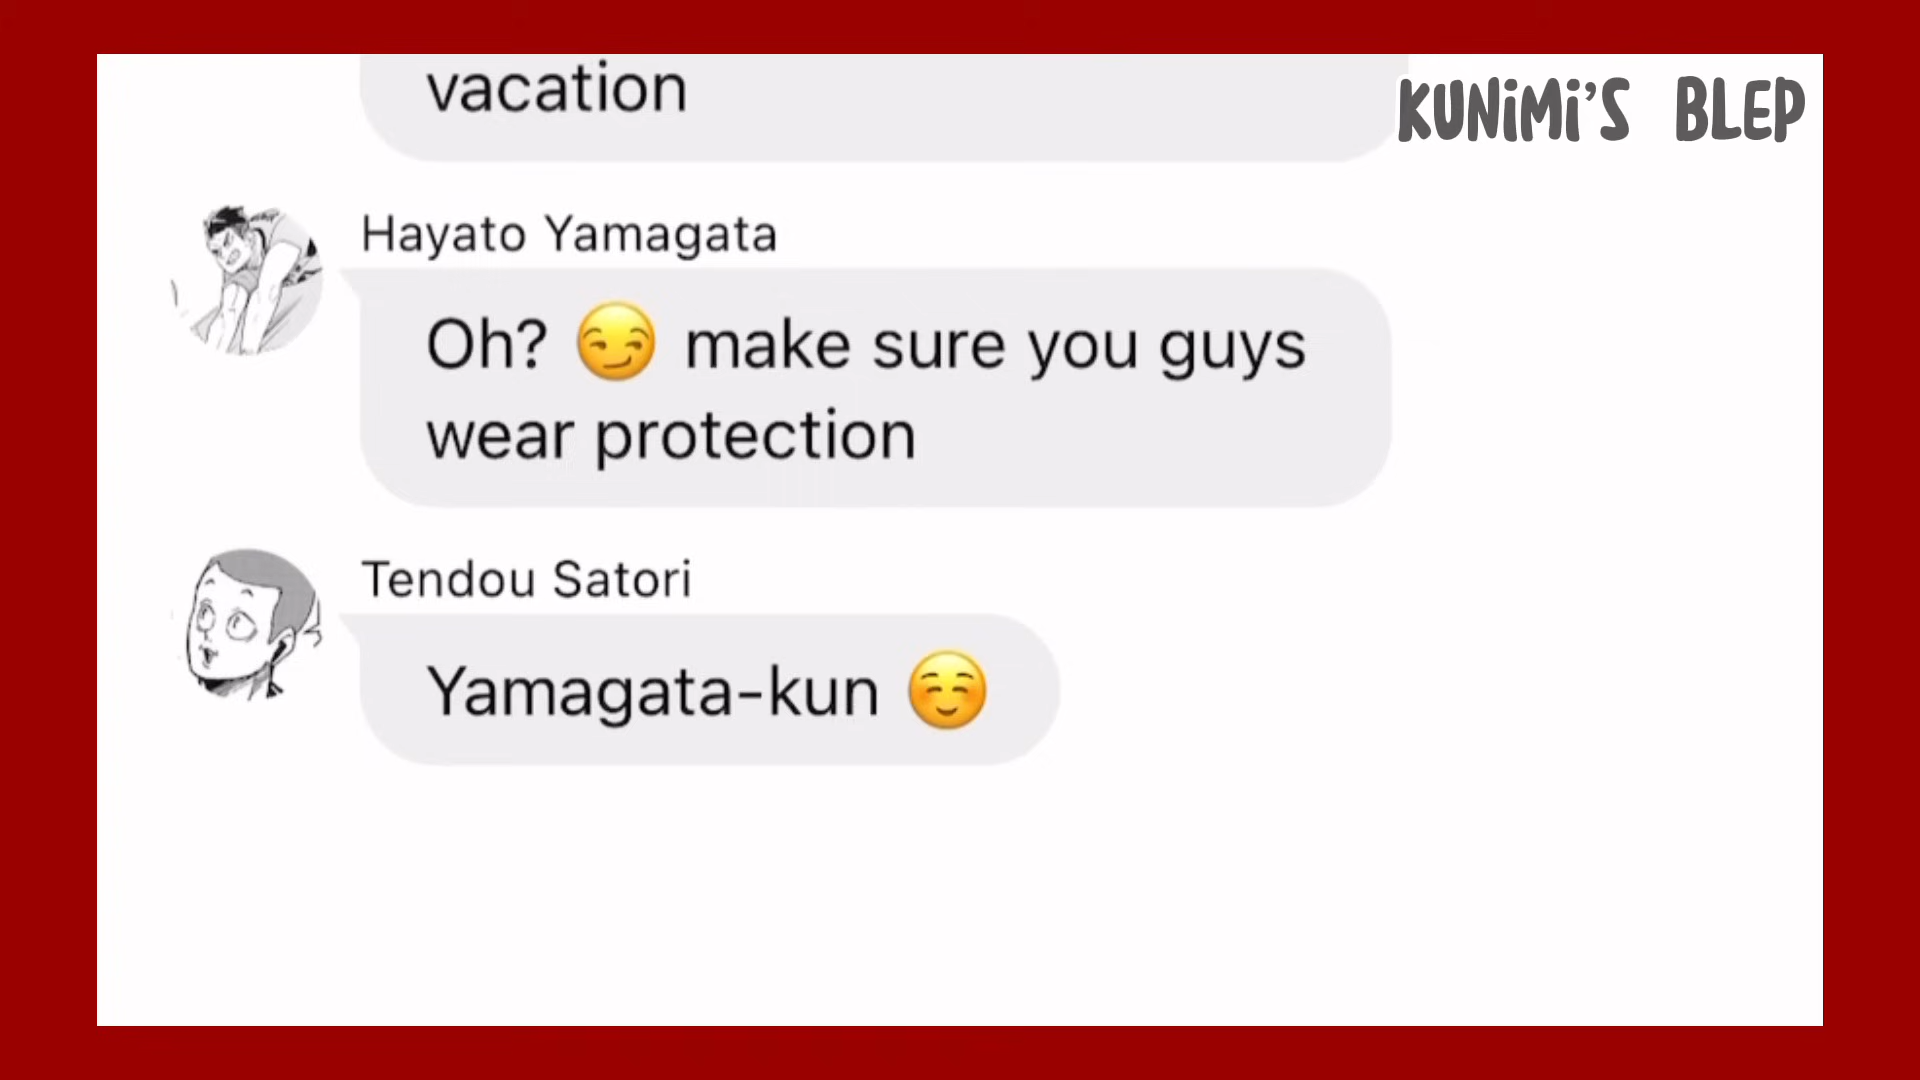 vacation
KUNiMi'S BLEP
Hayato Yamagata
Oh? 😏 make sure you guys
wear protection
Tendou Satori
Yamagata-kun ☺️